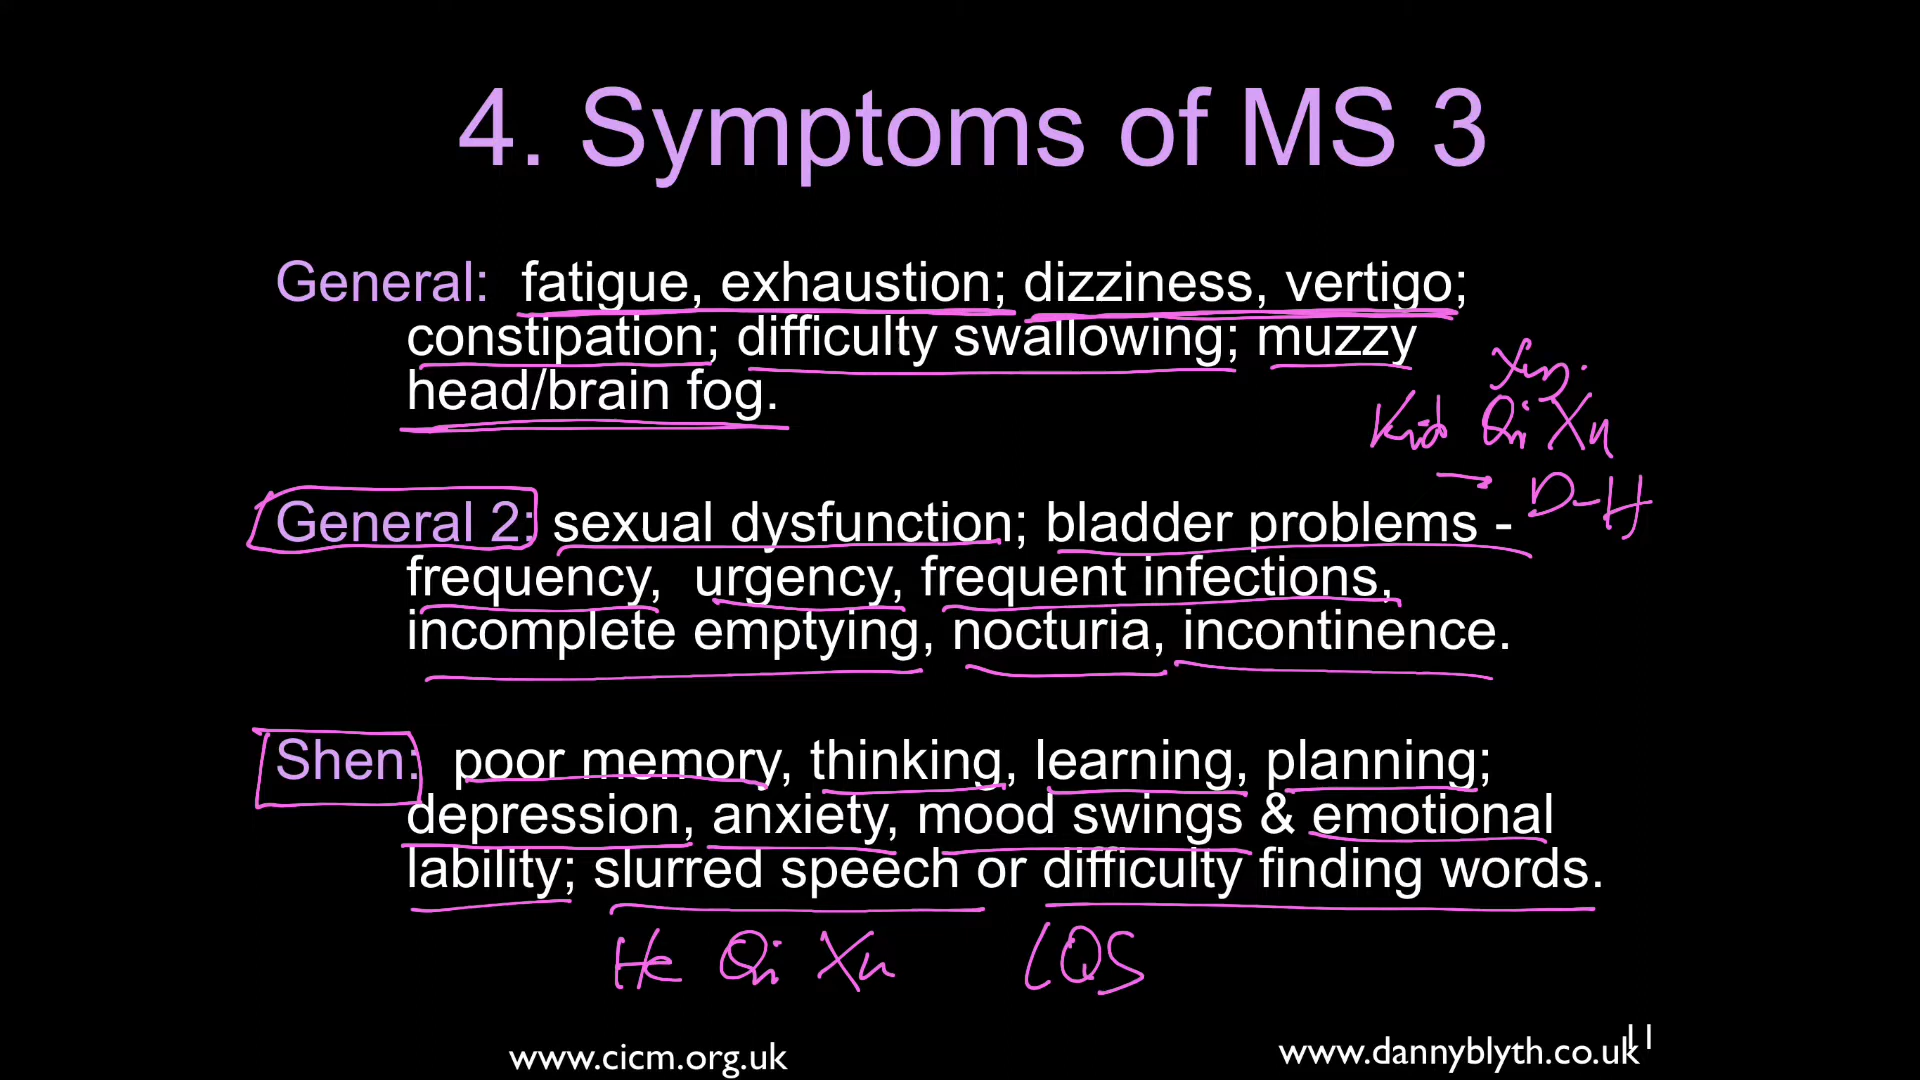 4. Symptoms of MS 3
General: fatigue, exhaustion; dizziness, vertigo;
constipation; difficulty swallowing; muzzy
head/brain fog.
Kid Qi Xu
→ D-H
General 2: sexual dysfunction; bladder problems -
frequency, urgency, frequent infections,
incomplete emptying, nocturia, incontinence.
Shen: poor memory, thinking, learning, planning;
depression, anxiety, mood swings & emotional
lability; slurred speech or difficulty finding words.
He Qi Xu LQS
www.cicm.org.uk
www.dannyblyth.co.uk
11